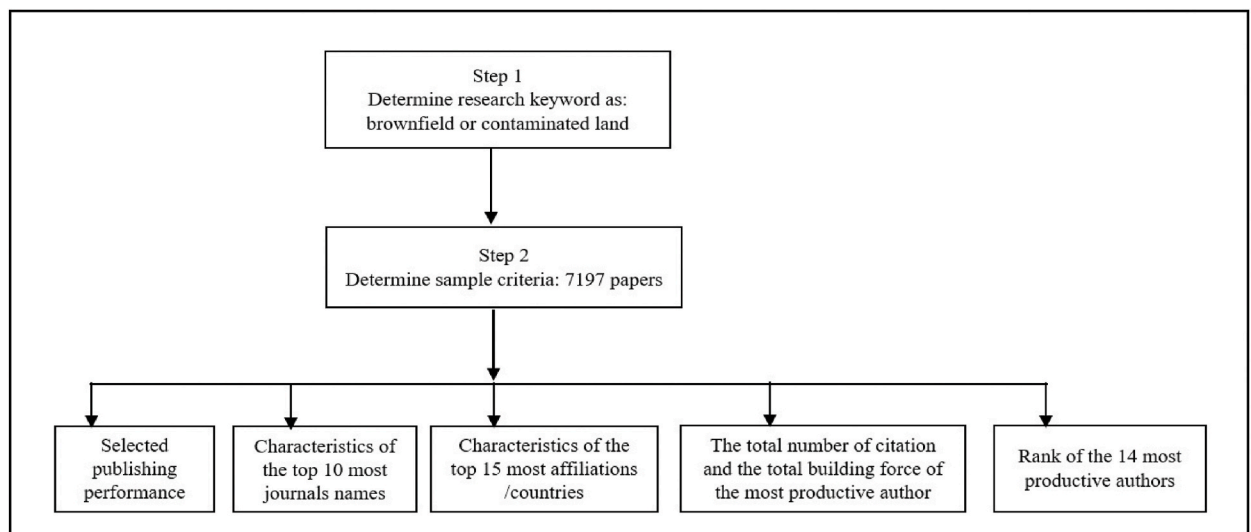 Step 1
Determine research keyword as:
brownfield or contaminated land
Step 2
Determine sample criteria: 7197 papers
Selected
publishing
performance
Characteristics of
the top 10 most
journals names
Characteristics of the
top 15 most affiliations
/countries
The total number of citation
and the total building force of
the most productive author
Rank of the 14 most
productive authors